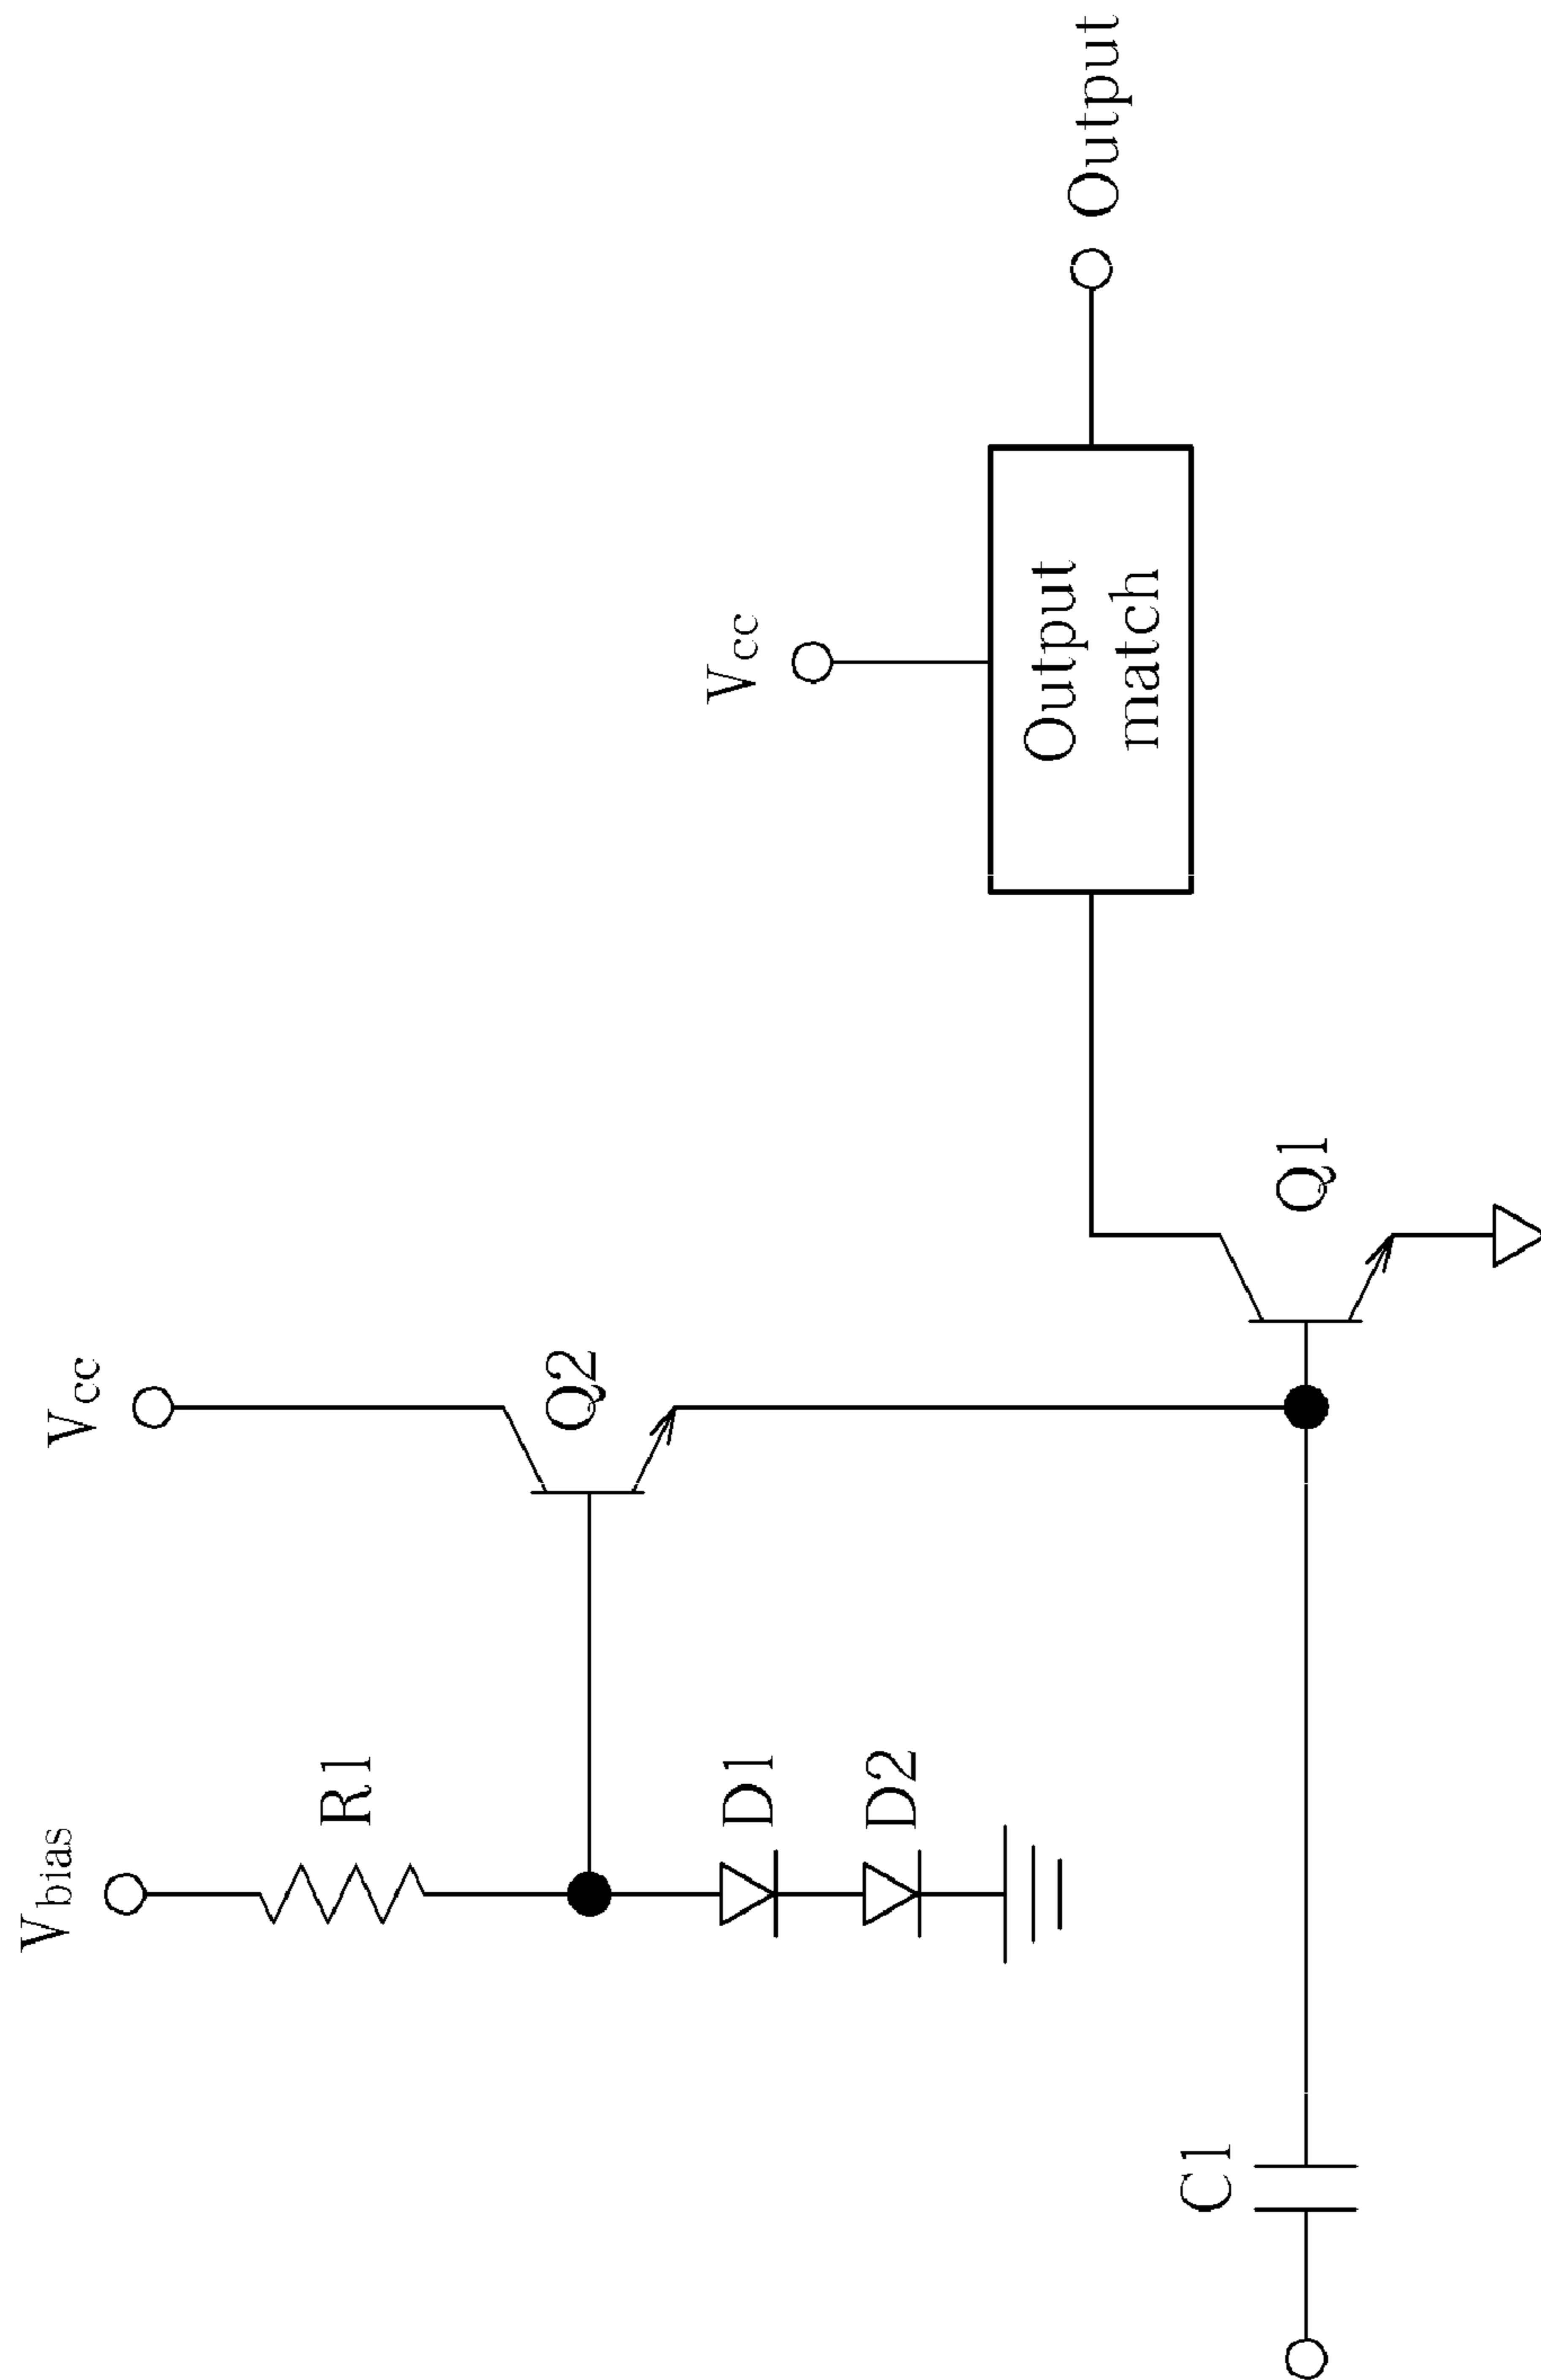 Vbias
Vcc
R1
Q2
D1
D2
Vcc
Output
match
Output
C1
Q1